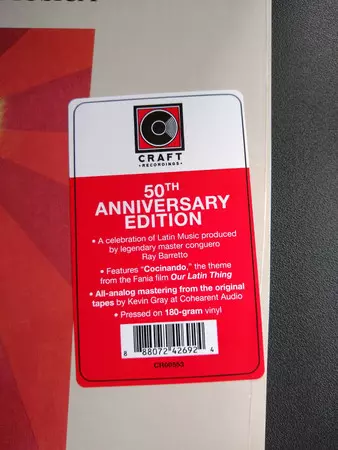 CRAFT
RECORDINGS
50TH
ANNIVERSARY
EDITION
• A celebration of Latin Music produced
by legendary master conguero
Ray Barretto
• Features "Cocinando," the theme
from the Fania film Our Latin Thing
• All-analog mastering from the original
tapes by Kevin Gray at Cohearent Audio
• Pressed on 180-gram vinyl
8 88072 42692 4